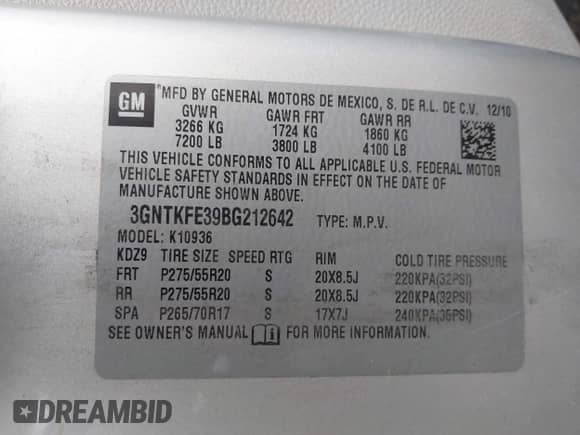 GM
®MFD BY GENERAL MOTORS DE MEXICO, S. DE R.L. DE C.V. 12/10
GVWR GAWR FRT GAWR RR
3266 KG 1724 KG 1860 KG
7200 LB 3800 LB 4100 LB
THIS VEHICLE CONFORMS TO ALL APPLICABLE U.S. FEDERAL MOTOR
VEHICLE SAFETY STANDARDS IN EFFECT ON THE DATE OF
MANUFACTURE SHOWN ABOVE.
3GNTKFE39BG212642 TYPE: M.P.V.
MODEL: K10936
KDZ9 TIRE SIZE SPEED RTG RIM COLD TIRE PRESSURE
FRT P275/55R20 S 20X8.5J 220KPA(32PSI)
RR P275/55R20 S 20X8.5J 220KPA(32PSI)
SPA P265/70R17 S 17X7J 240KPA(35PSI)
SEE OWNER'S MANUAL FOR MORE INFORMATION.
DREAMBID